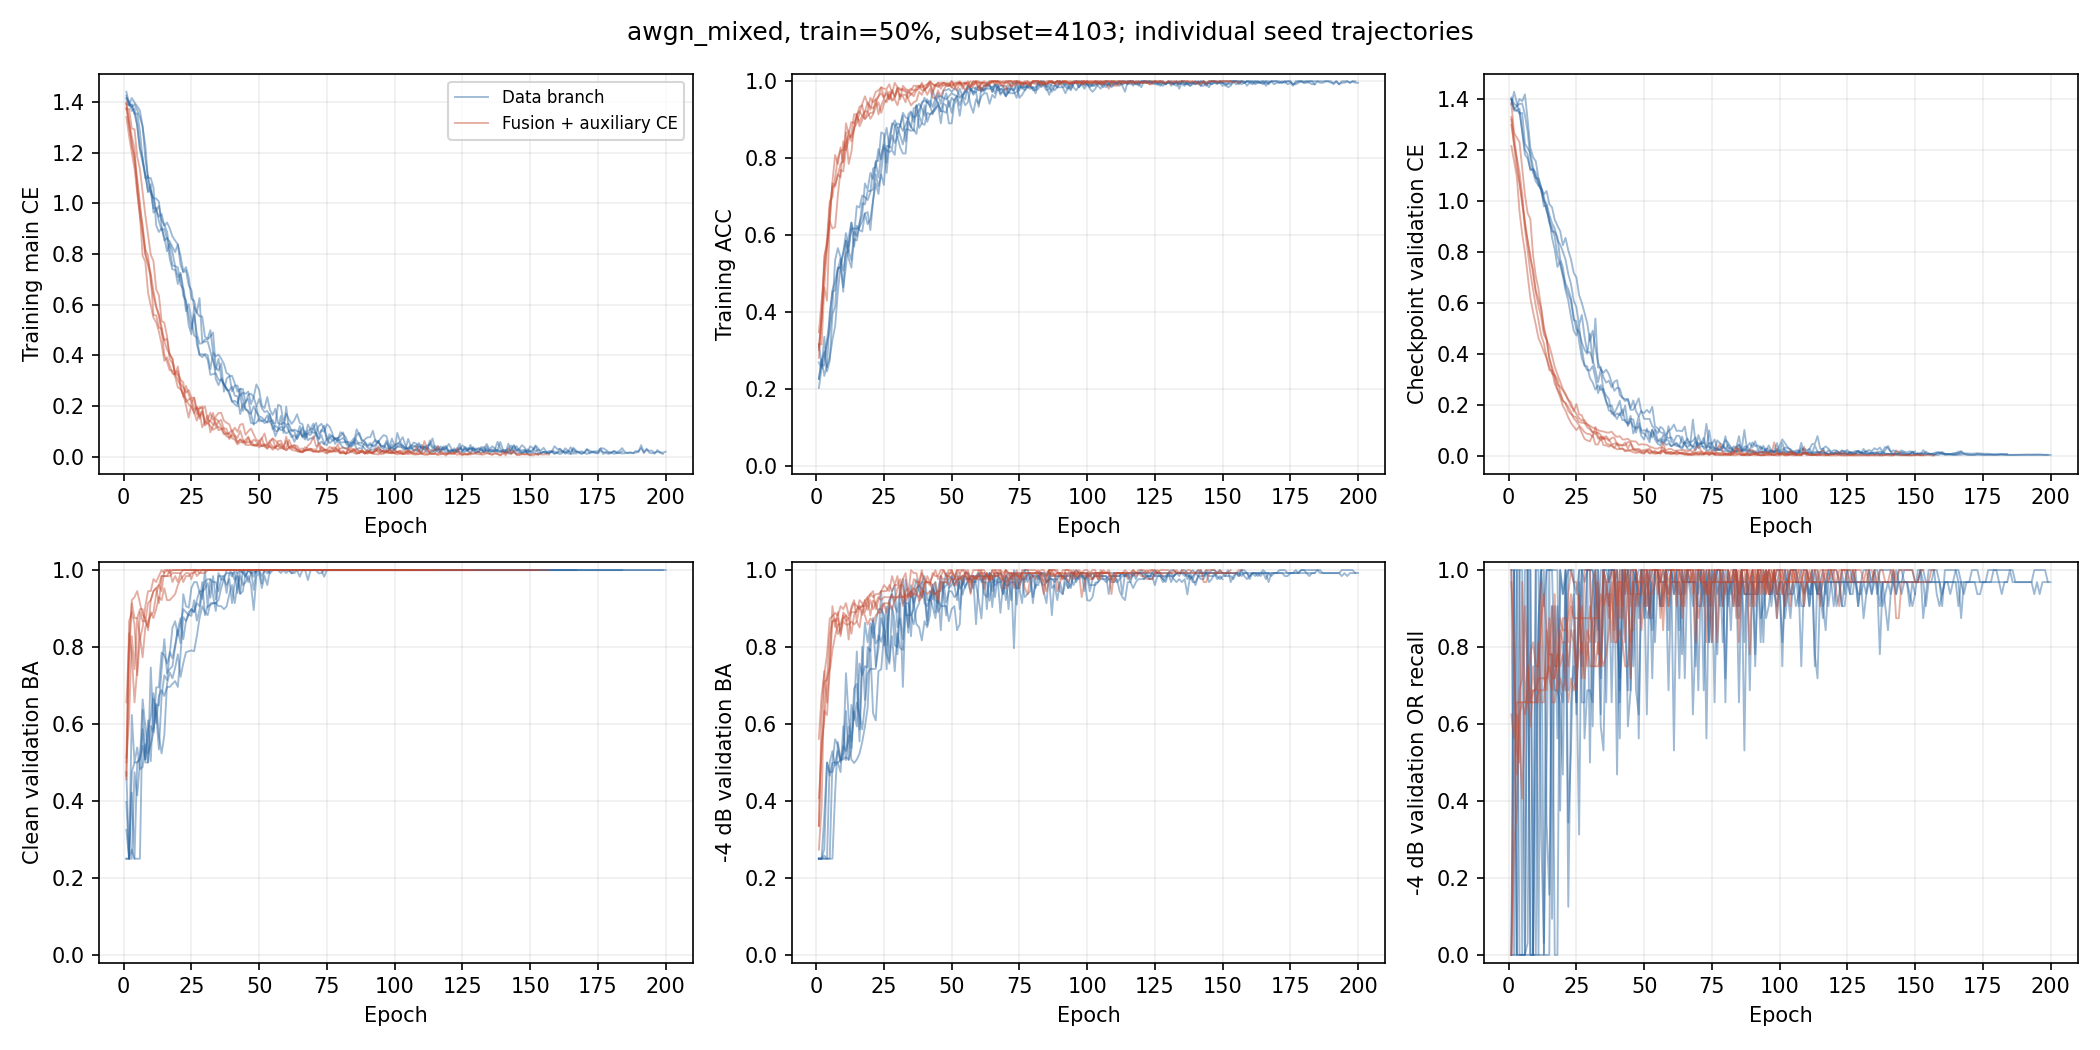 awgn_mixed, train=50%, subset=4103; individual seed trajectories
Training main CE
1.4
1.2
1.0
0.8
0.6
0.4
0.2
0.0
Data branch
Fusion + auxiliary CE
0 25 50 75 100 125 150 175 200
Epoch
Training ACC
1.0
0.8
0.6
0.4
0.2
0.0
0 25 50 75 100 125 150 175 200
Epoch
Checkpoint validation CE
1.4
1.2
1.0
0.8
0.6
0.4
0.2
0.0
0 25 50 75 100 125 150 175 200
Epoch
Clean validation BA
1.0
0.8
0.6
0.4
0.2
0.0
0 25 50 75 100 125 150 175 200
Epoch
-4 dB validation BA
1.0
0.8
0.6
0.4
0.2
0.0
0 25 50 75 100 125 150 175 200
Epoch
-4 dB validation OR recall
1.0
0.8
0.6
0.4
0.2
0.0
0 25 50 75 100 125 150 175 200
Epoch